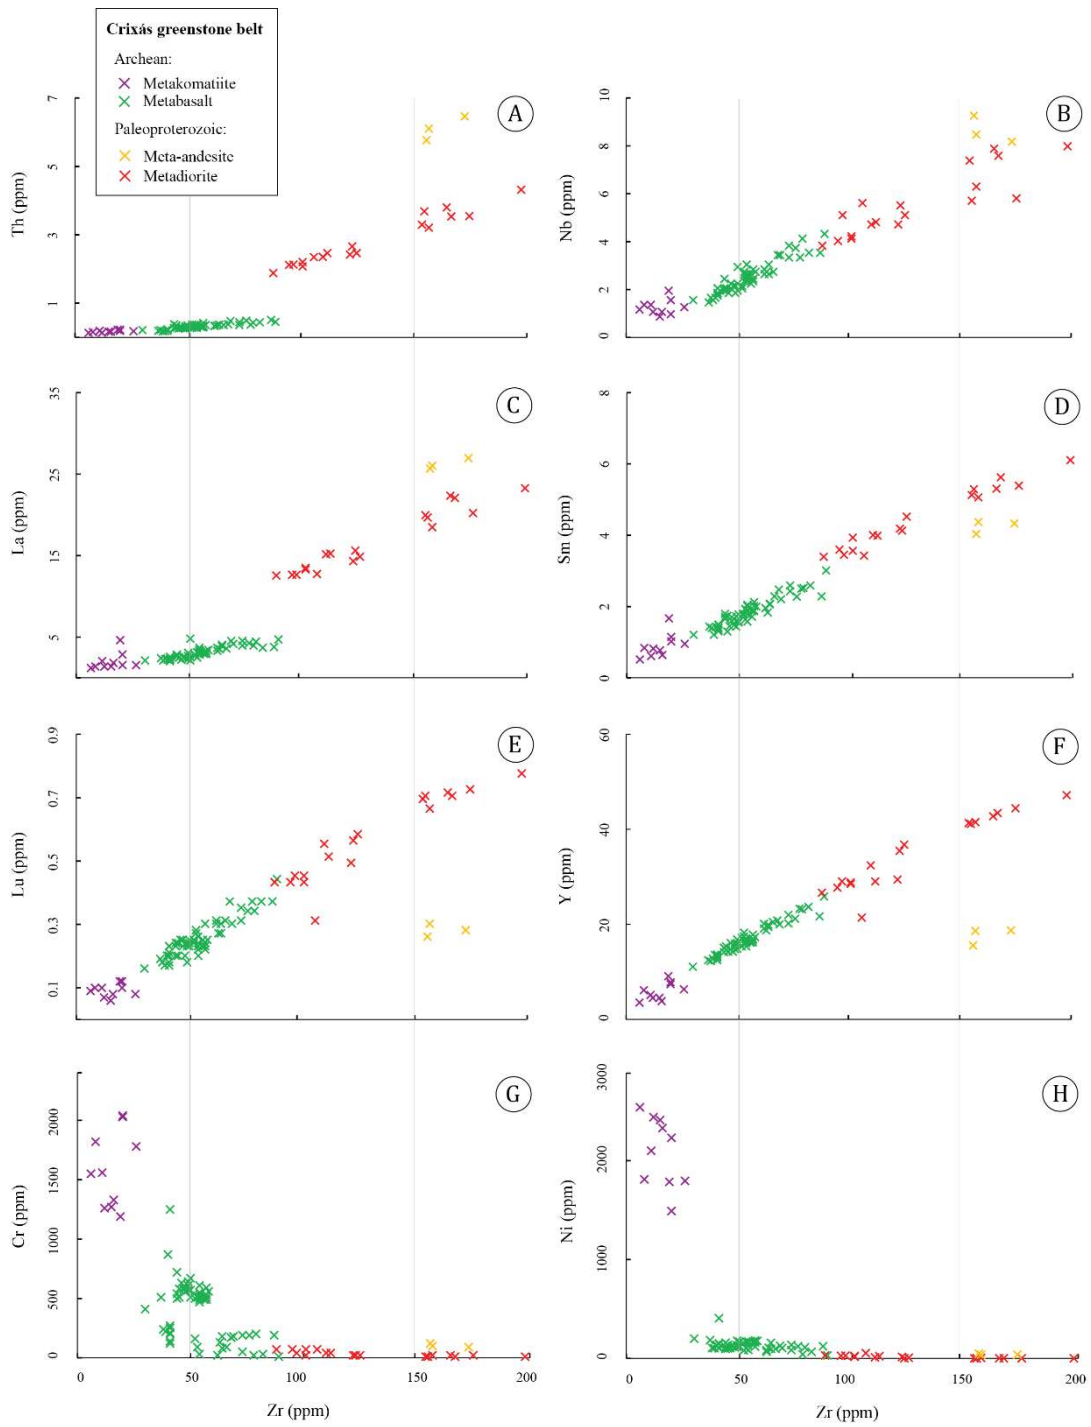 Crixás greenstone belt
Archean:
Metakomatiite
Metabasalt
Paleoproterozoic:
Meta-andesite
Metadiorite
A
7
5
3
1
Th (ppm)
B
10
8
6
4
2
0
Nb (ppm)
C
35
25
15
5
La (ppm)
D
8
6
4
2
0
Sm (ppm)
E
0.9
0.7
0.5
0.3
0.1
Lu (ppm)
F
60
40
20
0
Y (ppm)
G
2000
1500
1000
500
0
Cr (ppm)
0
50
100
150
200
Zr (ppm)
H
3000
2000
1000
0
Ni (ppm)
0
50
100
150
200
Zr (ppm)